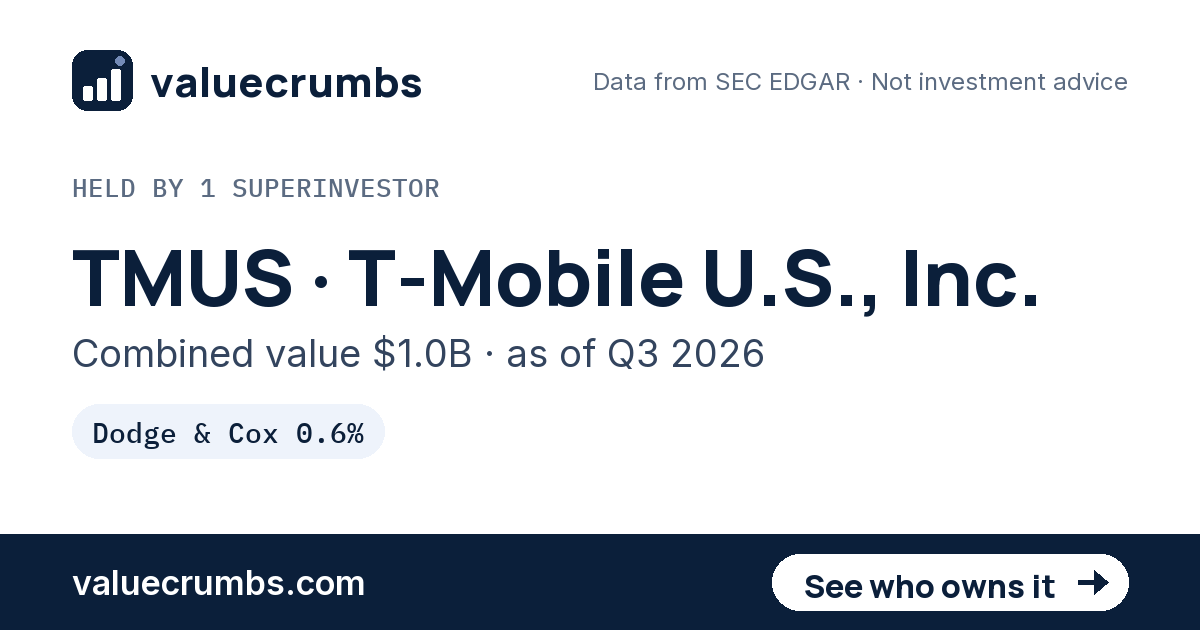 valuecrumbs
Data from SEC EDGAR · Not investment advice
HELD BY 1 SUPERINVESTOR
TMUS · T-Mobile U.S., Inc.
Combined value $1.0B · as of Q3 2026
Dodge & Cox 0.6%
valuecrumbs.com
See who owns it →